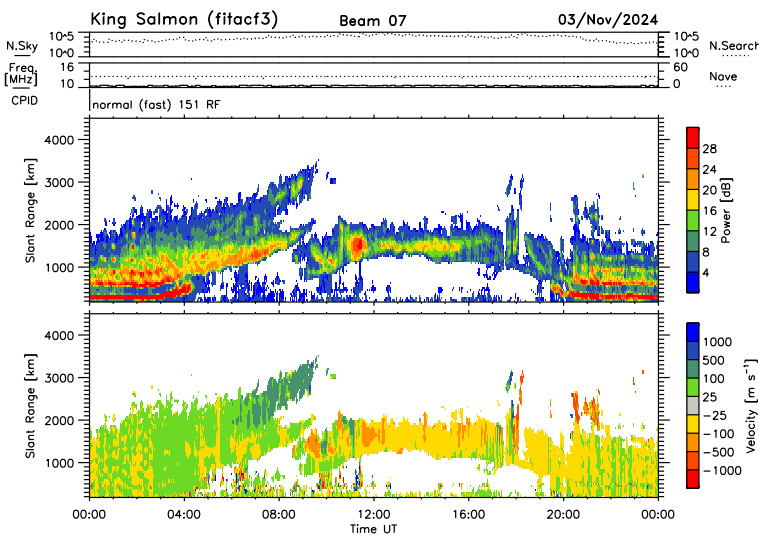 King Salmon (fitacf3) Beam 07 03/Nov/2024
N.Sky 10^5 10^0 10^5 10^0 N.Search
Freq. [MHz] 16 10 60 0 Nave
CPID normal (fast) 151 RF
Slant Range [km] 4000 3000 2000 1000
Power [dB] 28 24 20 16 12 8 4
Slant Range [km] 4000 3000 2000 1000
Velocity [m s⁻¹] 1000 500 100 25 −25 −100 −500 −1000
00:00 04:00 08:00 12:00 16:00 20:00 00:00
Time UT